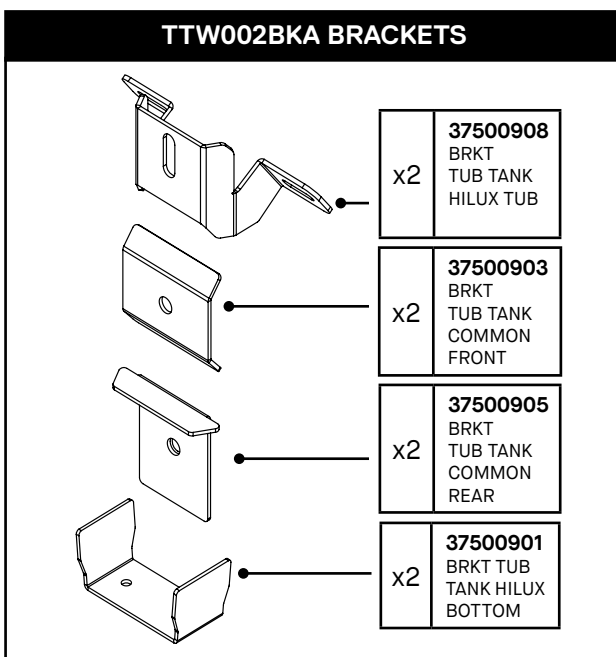 TTW002BKA BRACKETS
x2
37500908
BRKT
TUB TANK
HILUX TUB
x2
37500903
BRKT
TUB TANK
COMMON
FRONT
x2
37500905
BRKT
TUB TANK
COMMON
REAR
x2
37500901
BRKT TUB
TANK HILUX
BOTTOM